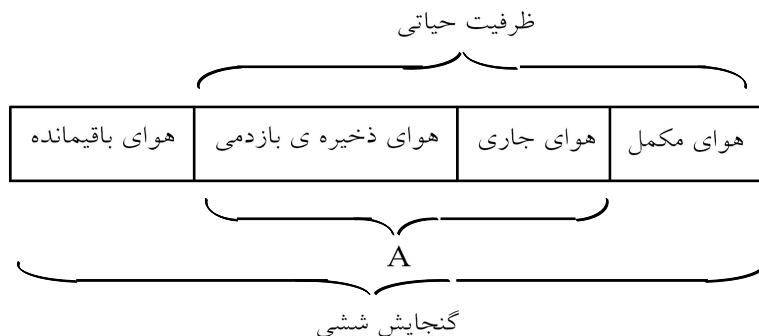 ظرفیت حیاتی
هوای مکمل
هوای جاری
هوای ذخیره ی بازدمی
هوای باقیمانده
A
گنجایش ششی